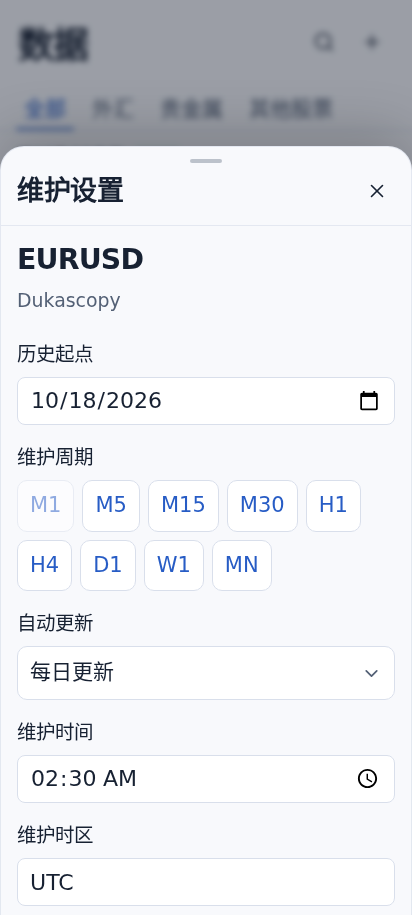 数据
全部 外汇 贵金属 其他股票
维护设置
EURUSD
Dukascopy
历史起点
10/18/2026
维护周期
M1 M5 M15 M30 H1
H4 D1 W1 MN
自动更新
每日更新
维护时间
02:30 AM
维护时区
UTC